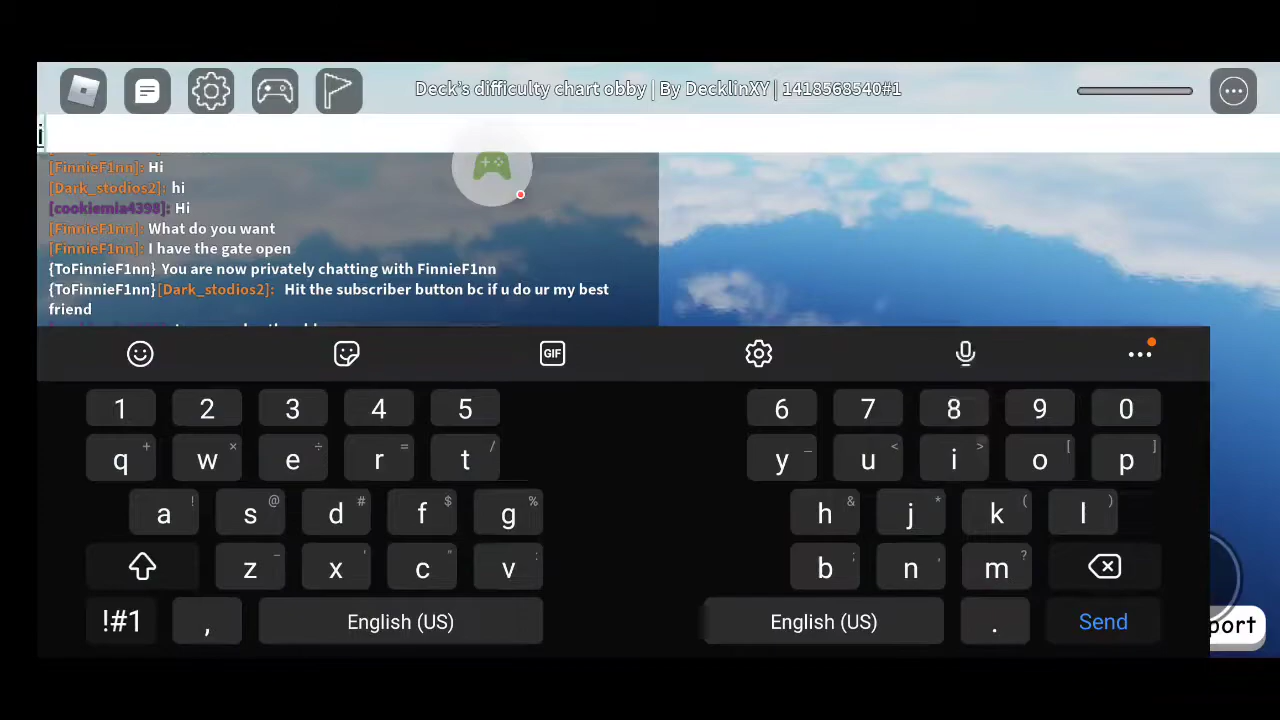 Deck's difficulty chart obby | By DecklinXY | 1418568540#1
i
[FinnieF1nn]: Hi
[Dark_stodios2]: hi
[cookiemia4398]: Hi
[FinnieF1nn]: What do you want
[FinnieF1nn]: I have the gate open
{ToFinnieF1nn} You are now privately chatting with FinnieF1nn
{ToFinnieF1nn}[Dark_stodios2]: Hit the subscriber button bc if u do ur my best
friend
GIF
1 2 3 4 5 6 7 8 9 0
q + w × e ÷ r = t / y _ u < i > o [ p ]
a ! s @ d # f $ g % h & j * k ( l )
z - x ' c " v : b ; n , m ?
!#1 , English (US) English (US) . Send
port